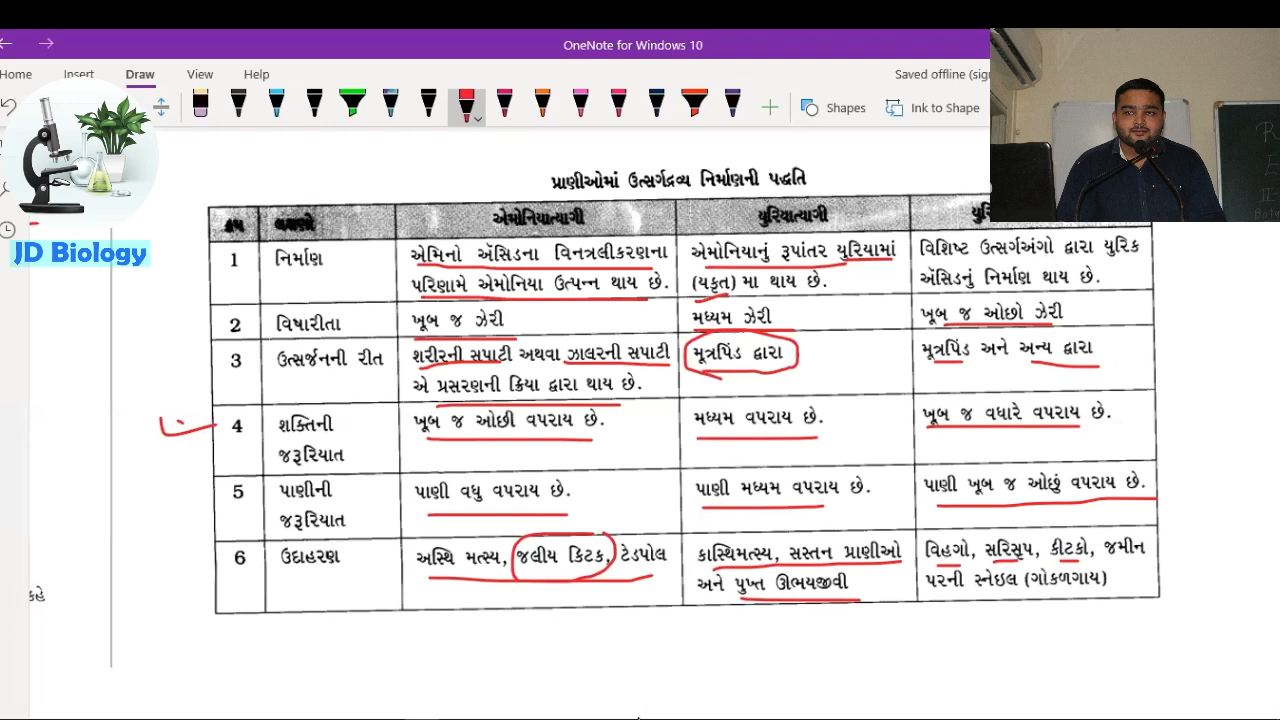 OneNote for Windows 10
Home Insert Draw View Help
Saved offline
Shapes Ink to Shape
JD Biology
પ્રાણીઓમાં ઉત્સર્ગદ્રવ્ય નિર્માણની પદ્ધતિ
ક્રમ લક્ષણો એમોનિયાત્યાગી યુરિયાત્યાગી
1 નિર્માણ એમિનો ઍસિડના વિનત્રલીકરણના એમોનિયાનું રૂપાંતર યુરિયામાં વિશિષ્ટ ઉત્સર્ગઅંગો દ્વારા યુરિક
પરિણામે એમોનિયા ઉત્પન્ન થાય છે. (યકૃત) મા થાય છે. ઍસિડનું નિર્માણ થાય છે.
2 વિષારીતા ખૂબ જ ઝેરી મધ્યમ ઝેરી ખૂબ જ ઓછો ઝેરી
3 ઉત્સર્જનની રીત શરીરની સપાટી અથવા ઝાલરની સપાટી મૂત્રપિંડ દ્વારા મૂત્રપિંડ અને અન્ય દ્વારા
એ પ્રસરણની ક્રિયા દ્વારા થાય છે.
4 શક્તિની ખૂબ જ ઓછી વપરાય છે. મધ્યમ વપરાય છે. ખૂબ જ વધારે વપરાય છે.
જરૂરિયાત
5 પાણીની પાણી વધુ વપરાય છે. પાણી મધ્યમ વપરાય છે. પાણી ખૂબ જ ઓછું વપરાય છે.
જરૂરિયાત
6 ઉદાહરણ અસ્થિ મત્સ્ય, જલીય કિટક, ટેડપોલ કાસ્થિમત્સ્ય, સસ્તન પ્રાણીઓ વિહગો, સરિસૃપ, કીટકો, જમીન
અને પુખ્ત ઊભયજીવી પરની સ્નેઇલ (ગોકળગાય)